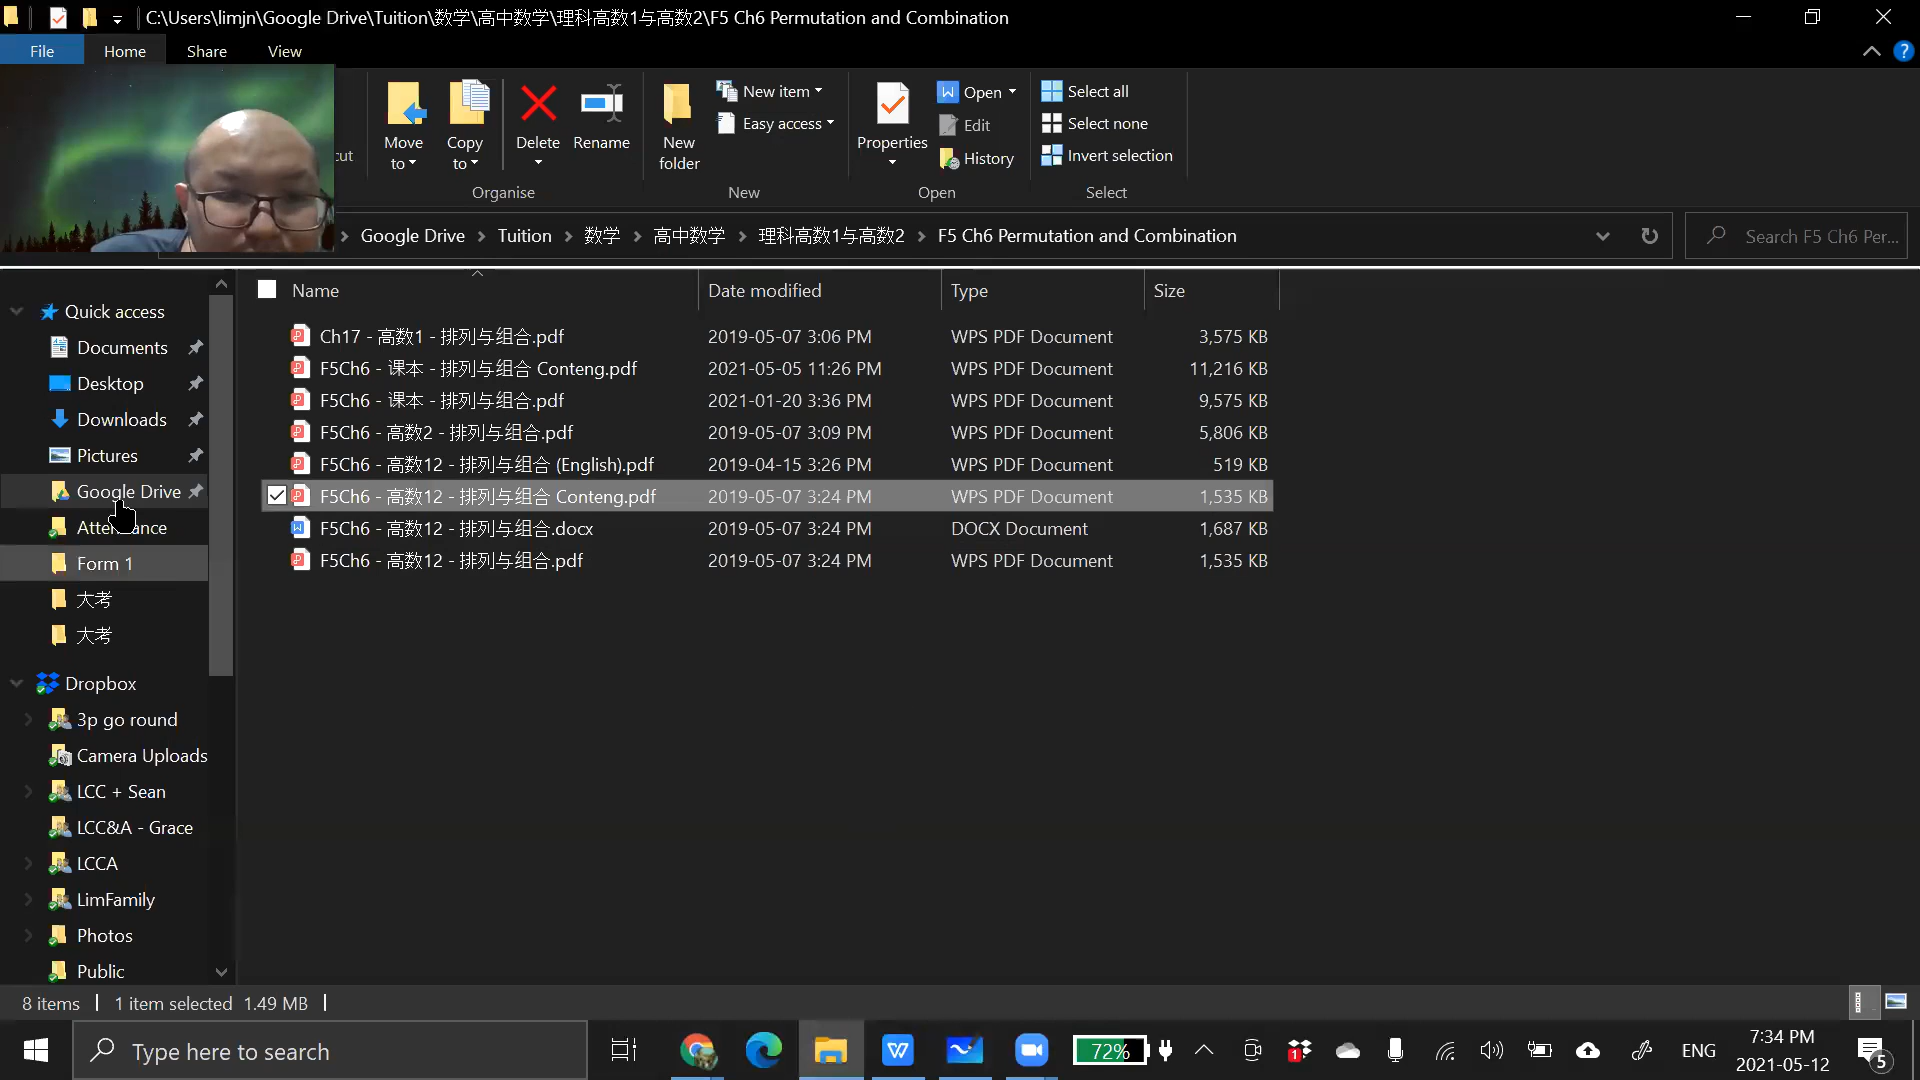 C:\Users\limjn\Google Drive\Tuition\数学\高中数学\理科高数1与高数2\F5 Ch6 Permutation and Combination
File Home Share View
Move to
Copy to
Delete
Rename
New folder
New item
Easy access
Properties
Open
Edit
History
Select all
Select none
Invert selection
cut
Organise New Open Select
Google Drive Tuition 数学 高中数学 理科高数1与高数2 F5 Ch6 Permutation and Combination
Search F5 Ch6 Per...
Name Date modified Type Size
Ch17 - 高数1 - 排列与组合.pdf 2019-05-07 3:06 PM WPS PDF Document 3,575 KB
F5Ch6 - 课本 - 排列与组合 Conteng.pdf 2021-05-05 11:26 PM WPS PDF Document 11,216 KB
F5Ch6 - 课本 - 排列与组合.pdf 2021-01-20 3:36 PM WPS PDF Document 9,575 KB
F5Ch6 - 高数2 - 排列与组合.pdf 2019-05-07 3:09 PM WPS PDF Document 5,806 KB
F5Ch6 - 高数12 - 排列与组合 (English).pdf 2019-04-15 3:26 PM WPS PDF Document 519 KB
F5Ch6 - 高数12 - 排列与组合 Conteng.pdf 2019-05-07 3:24 PM WPS PDF Document 1,535 KB
F5Ch6 - 高数12 - 排列与组合.docx 2019-05-07 3:24 PM DOCX Document 1,687 KB
F5Ch6 - 高数12 - 排列与组合.pdf 2019-05-07 3:24 PM WPS PDF Document 1,535 KB
Quick access
Documents
Desktop
Downloads
Pictures
Google Drive
Form 1
大考
大考
Dropbox
3p go round
Camera Uploads
LCC + Sean
LCC&A - Grace
LCCA
LimFamily
Photos
Public
8 items 1 item selected 1.49 MB
Type here to search
72%
1
ENG
7:34 PM
2021-05-12
5